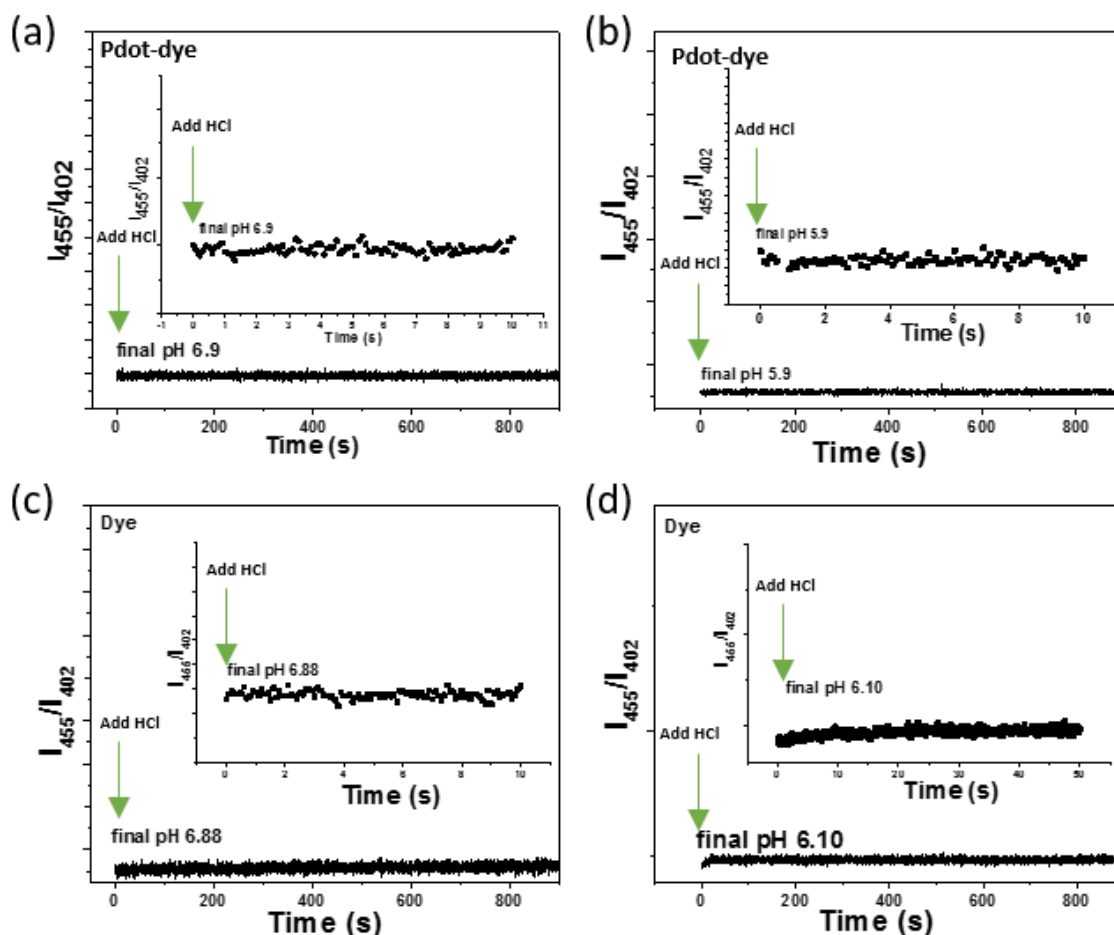 (a)
Pdot-dye
I455/I402
Add HCl
final pH 6.9
0 200 400 600 800
Time (s)
I455/I402
Add HCl
final pH 6.9
-1 0 1 2 3 4 5 6 7 8 9 10 11
Time (s)
(b)
Pdot-dye
I455/I402
Add HCl
final pH 5.9
0 200 400 600 800
Time (s)
I455/I402
Add HCl
final pH 5.9
0 2 4 6 8 10
Time (s)
(c)
Dye
I455/I402
Add HCl
final pH 6.88
0 200 400 600 800
Time (s)
I466/I402
Add HCl
final pH 6.88
0 2 4 6 8 10
Time (s)
(d)
Dye
I455/I402
Add HCl
final pH 6.10
0 200 400 600 800
Time (s)
I466/I402
Add HCl
final pH 6.10
0 10 20 30 40 50
Time (s)